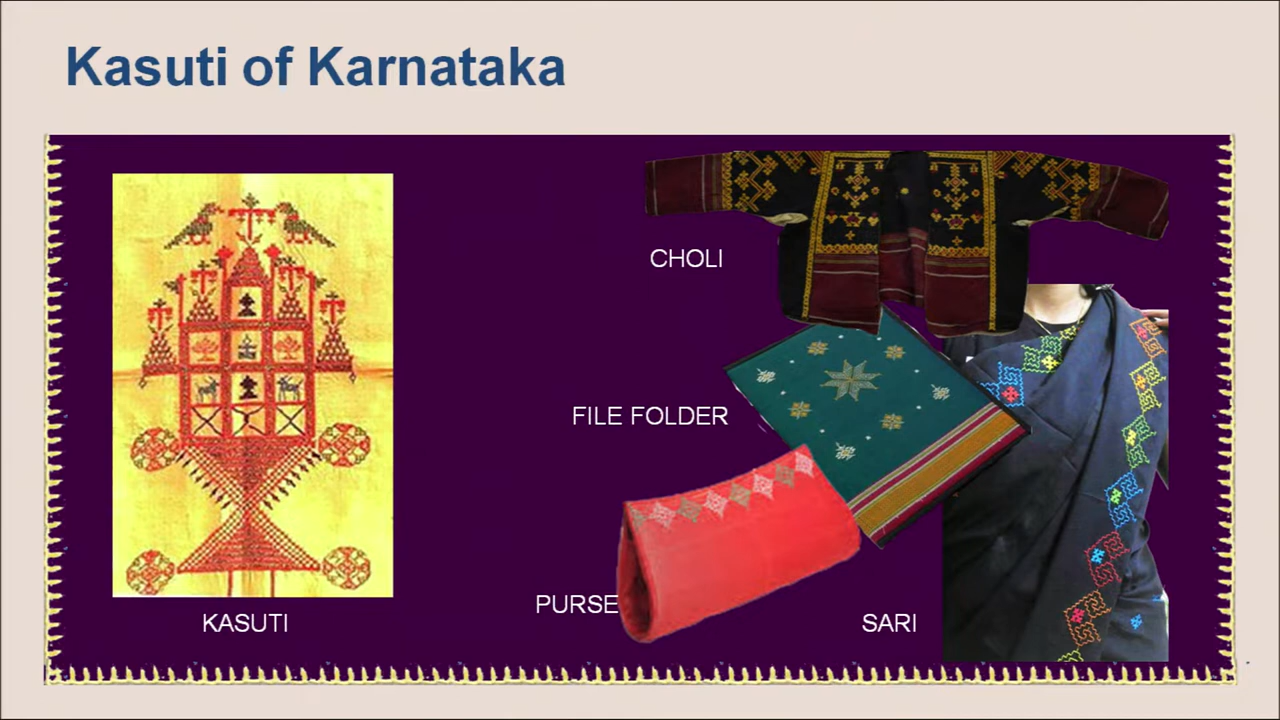 Kasuti of Karnataka
CHOLI
FILE FOLDER
PURSE
KASUTI
SARI